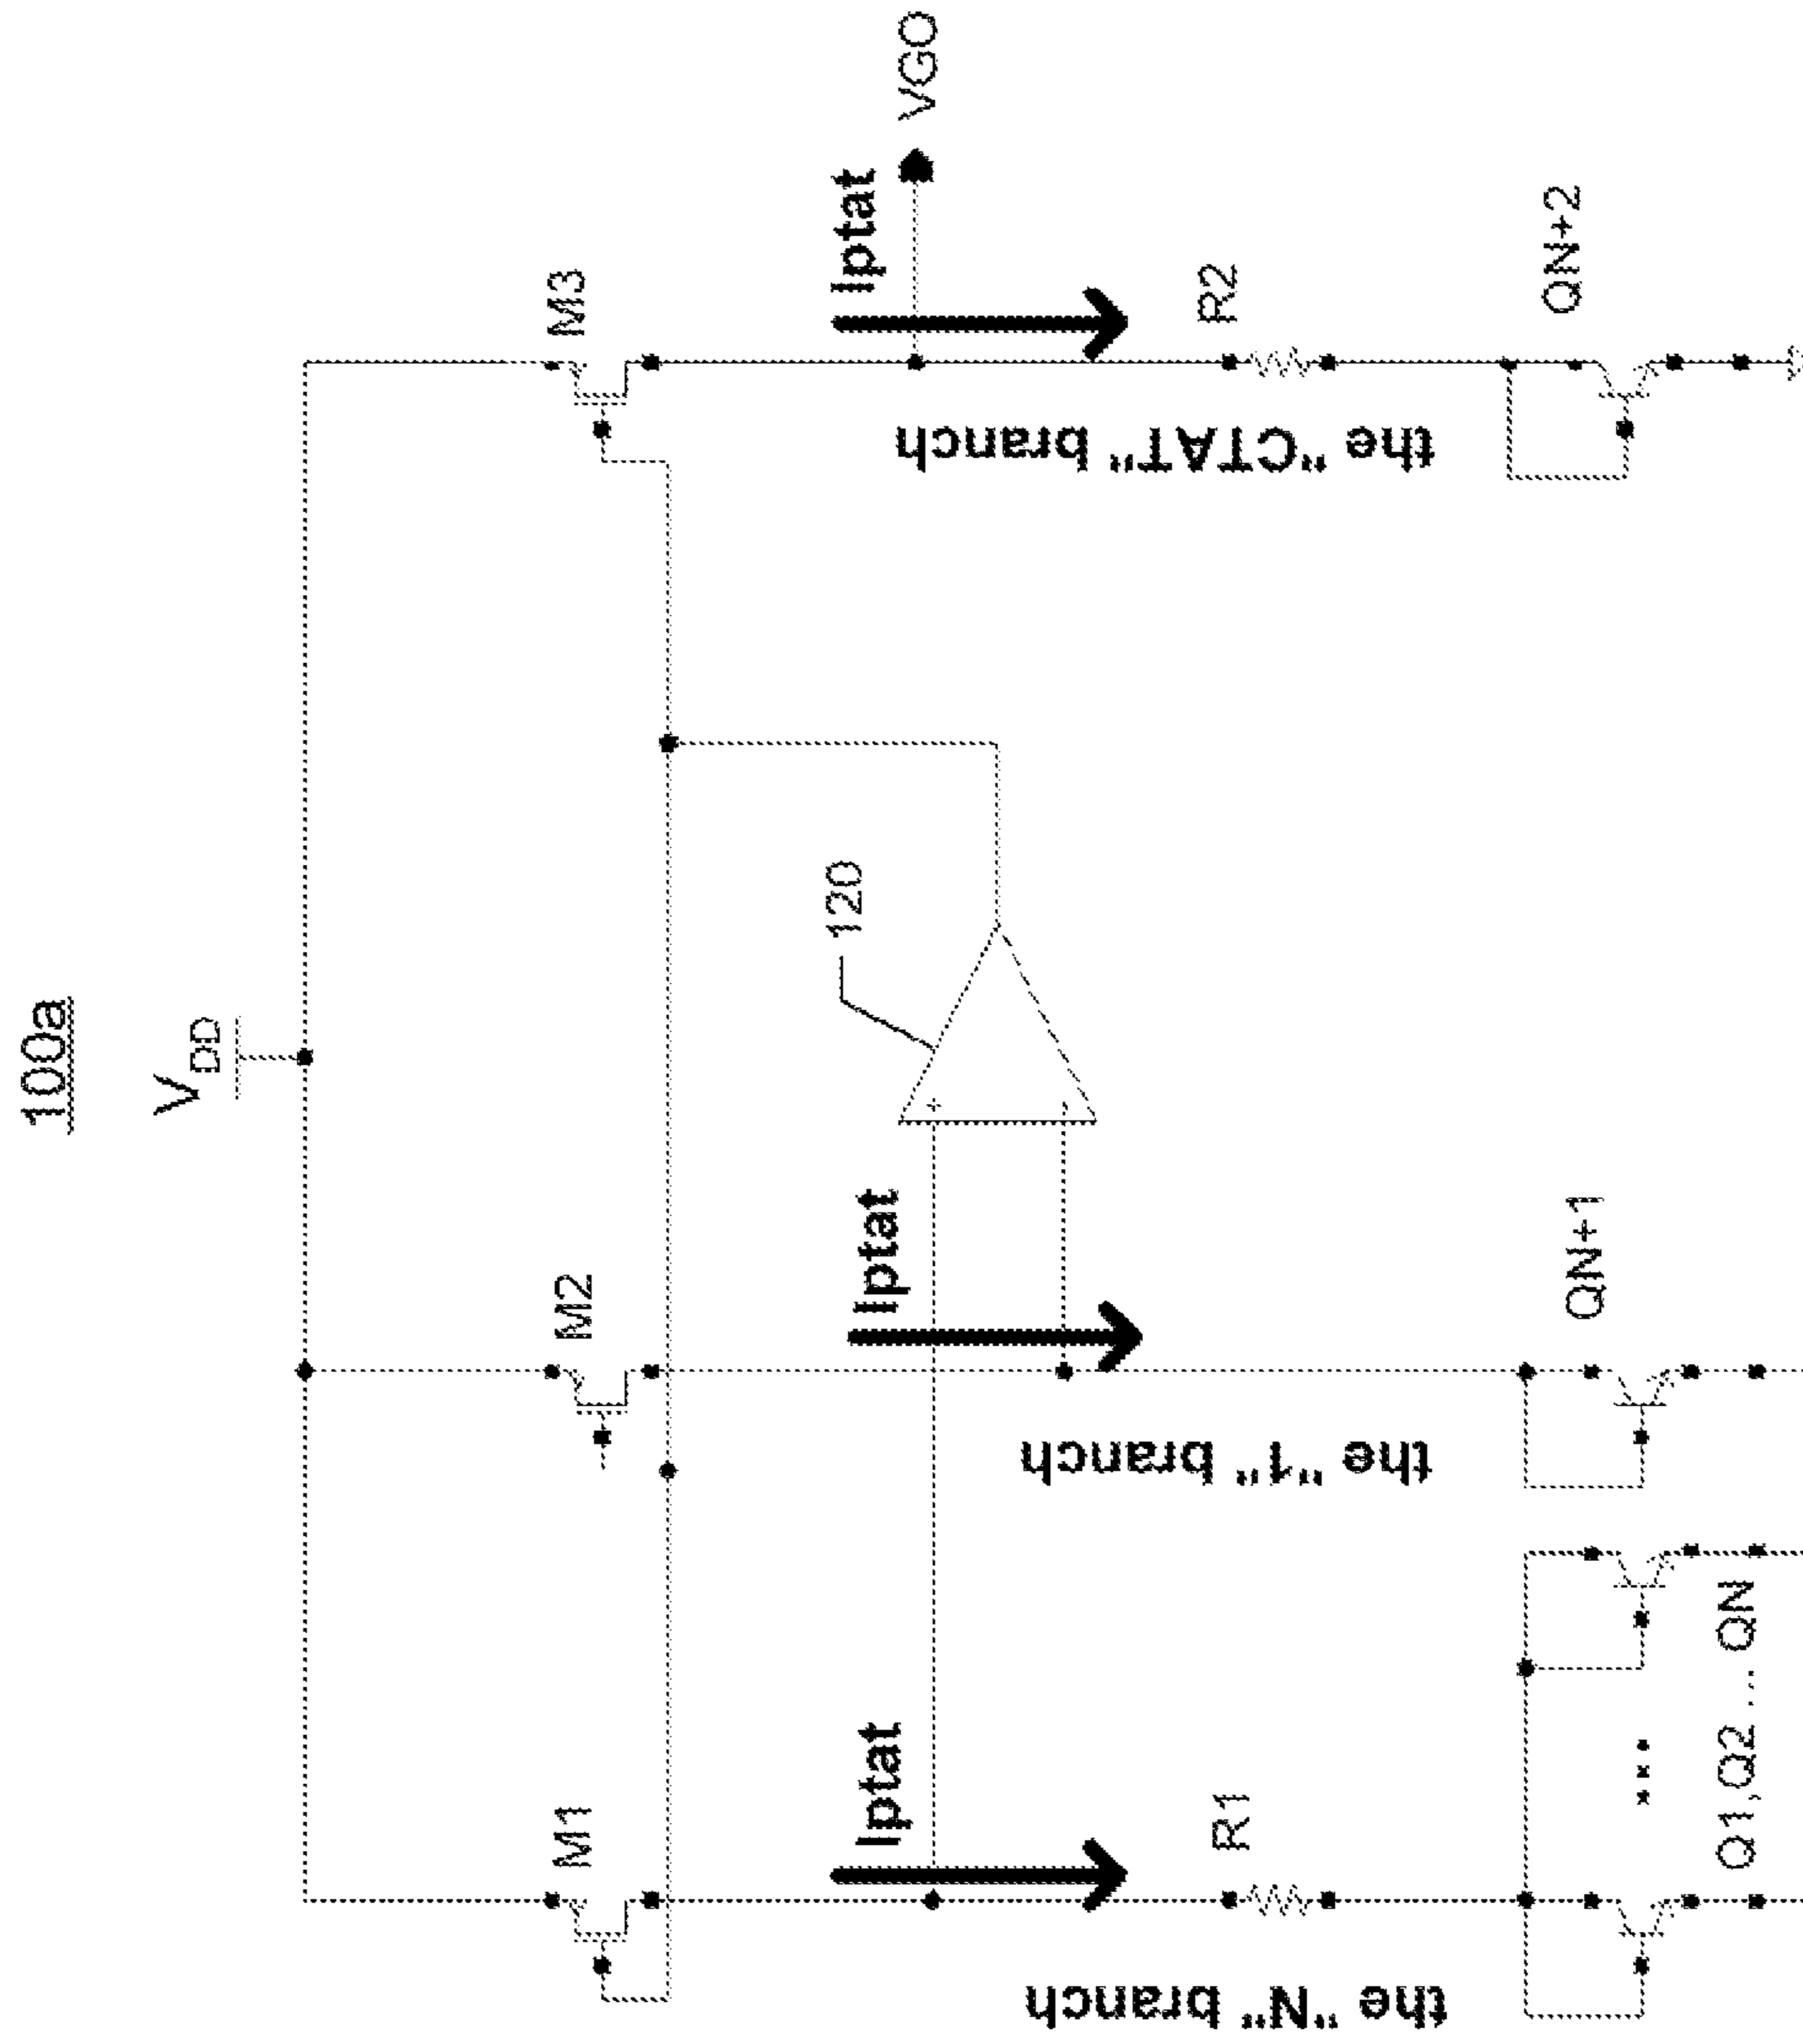 100a
VDD
M1
M2
M3
Iptat
Iptat
Iptat
VGO
120
R1
R2
the "N" branch
the "1" branch
the "CTAT" branch
Q1,Q2 ... QN
QN+1
QN+2
+
-